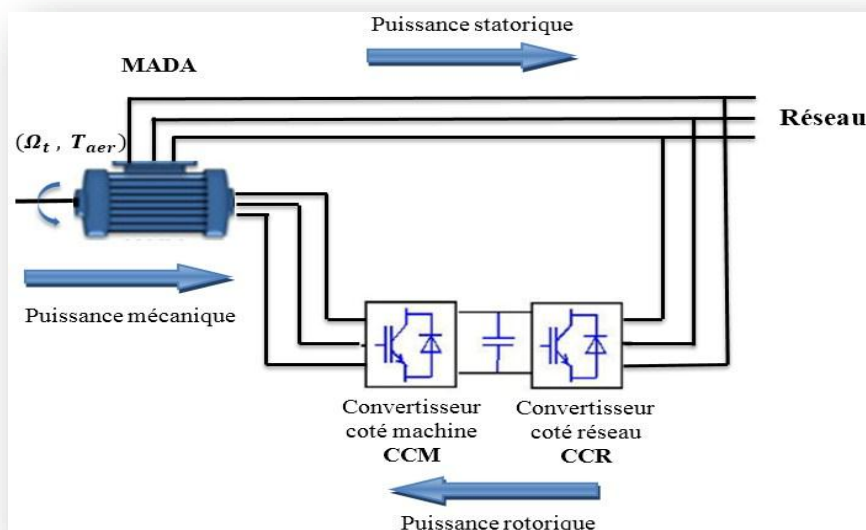 Puissance statorique
MADA
Réseau
(Ωₜ , Tₐₑᵣ)
Puissance mécanique
Convertisseur
coté machine
CCM
Convertisseur
coté réseau
CCR
Puissance rotorique